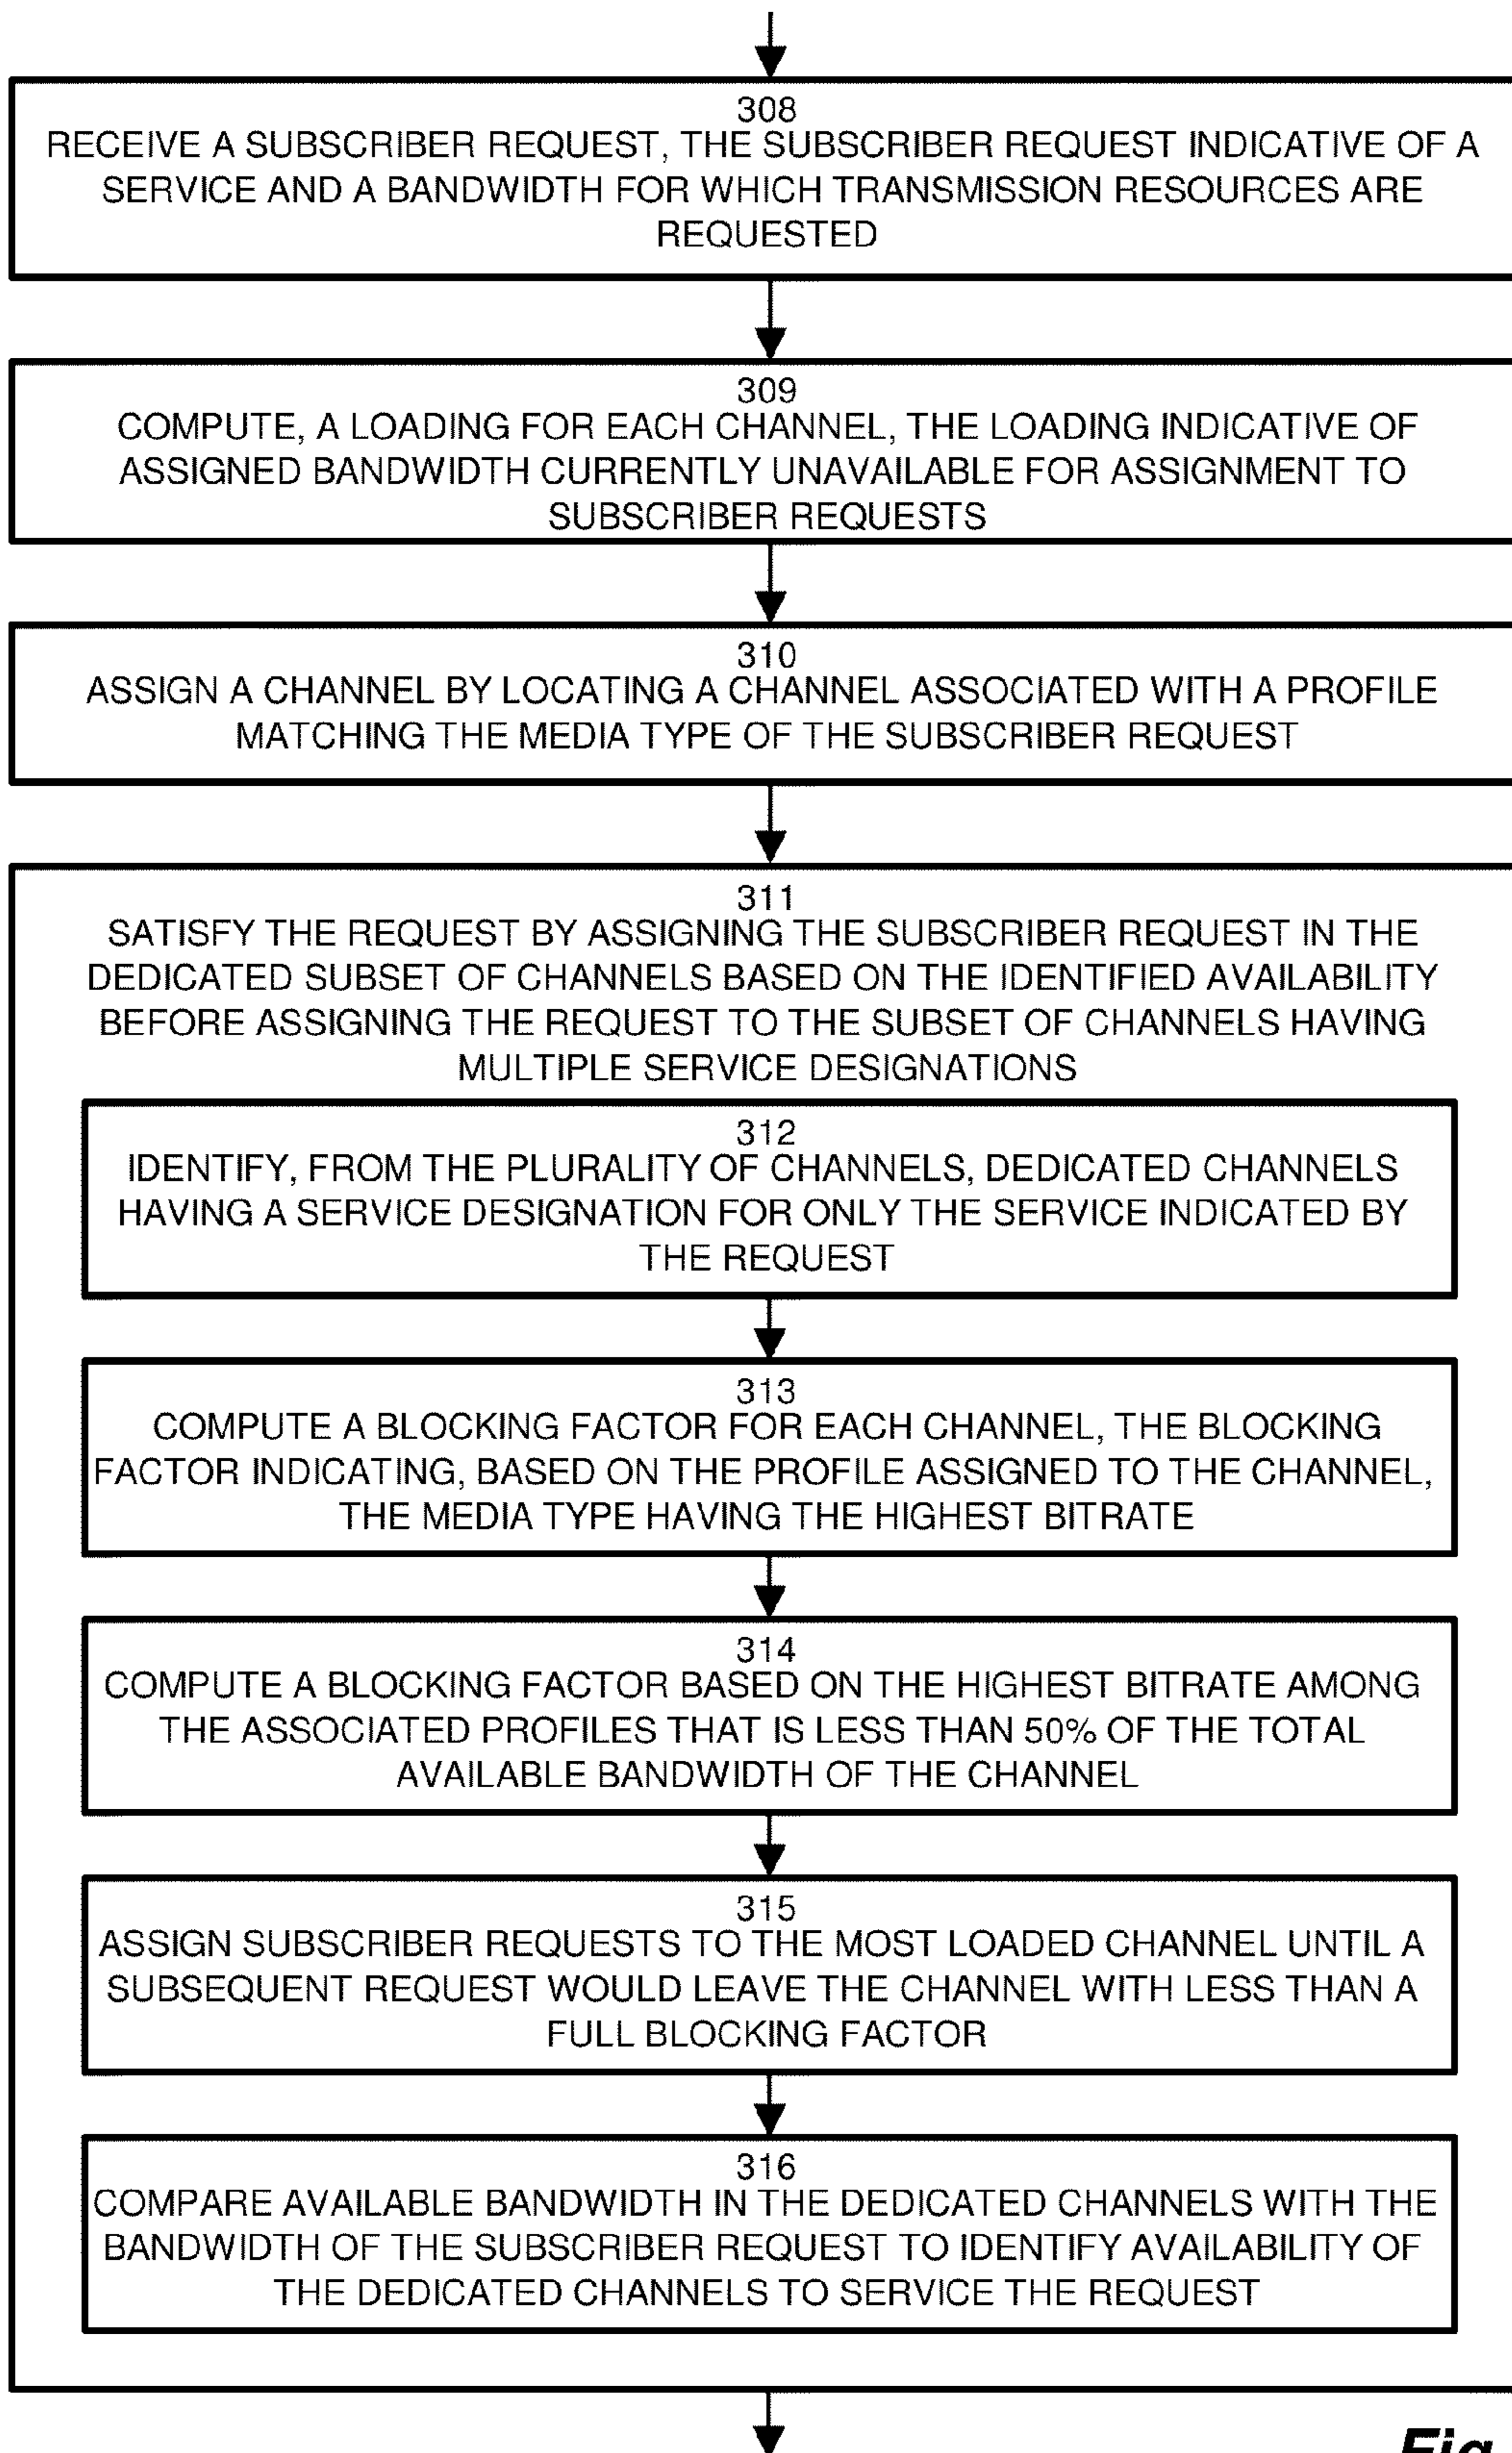 308
RECEIVE A SUBSCRIBER REQUEST, THE SUBSCRIBER REQUEST INDICATIVE OF A
SERVICE AND A BANDWIDTH FOR WHICH TRANSMISSION RESOURCES ARE
REQUESTED
309
COMPUTE, A LOADING FOR EACH CHANNEL, THE LOADING INDICATIVE OF
ASSIGNED BANDWIDTH CURRENTLY UNAVAILABLE FOR ASSIGNMENT TO
SUBSCRIBER REQUESTS
310
ASSIGN A CHANNEL BY LOCATING A CHANNEL ASSOCIATED WITH A PROFILE
MATCHING THE MEDIA TYPE OF THE SUBSCRIBER REQUEST
311
SATISFY THE REQUEST BY ASSIGNING THE SUBSCRIBER REQUEST IN THE
DEDICATED SUBSET OF CHANNELS BASED ON THE IDENTIFIED AVAILABILITY
BEFORE ASSIGNING THE REQUEST TO THE SUBSET OF CHANNELS HAVING
MULTIPLE SERVICE DESIGNATIONS
312
IDENTIFY, FROM THE PLURALITY OF CHANNELS, DEDICATED CHANNELS
HAVING A SERVICE DESIGNATION FOR ONLY THE SERVICE INDICATED BY
THE REQUEST
313
COMPUTE A BLOCKING FACTOR FOR EACH CHANNEL, THE BLOCKING
FACTOR INDICATING, BASED ON THE PROFILE ASSIGNED TO THE CHANNEL,
THE MEDIA TYPE HAVING THE HIGHEST BITRATE
314
COMPUTE A BLOCKING FACTOR BASED ON THE HIGHEST BITRATE AMONG
THE ASSOCIATED PROFILES THAT IS LESS THAN 50% OF THE TOTAL
AVAILABLE BANDWIDTH OF THE CHANNEL
315
ASSIGN SUBSCRIBER REQUESTS TO THE MOST LOADED CHANNEL UNTIL A
SUBSEQUENT REQUEST WOULD LEAVE THE CHANNEL WITH LESS THAN A
FULL BLOCKING FACTOR
316
COMPARE AVAILABLE BANDWIDTH IN THE DEDICATED CHANNELS WITH THE
BANDWIDTH OF THE SUBSCRIBER REQUEST TO IDENTIFY AVAILABILITY OF
THE DEDICATED CHANNELS TO SERVICE THE REQUEST
Fig